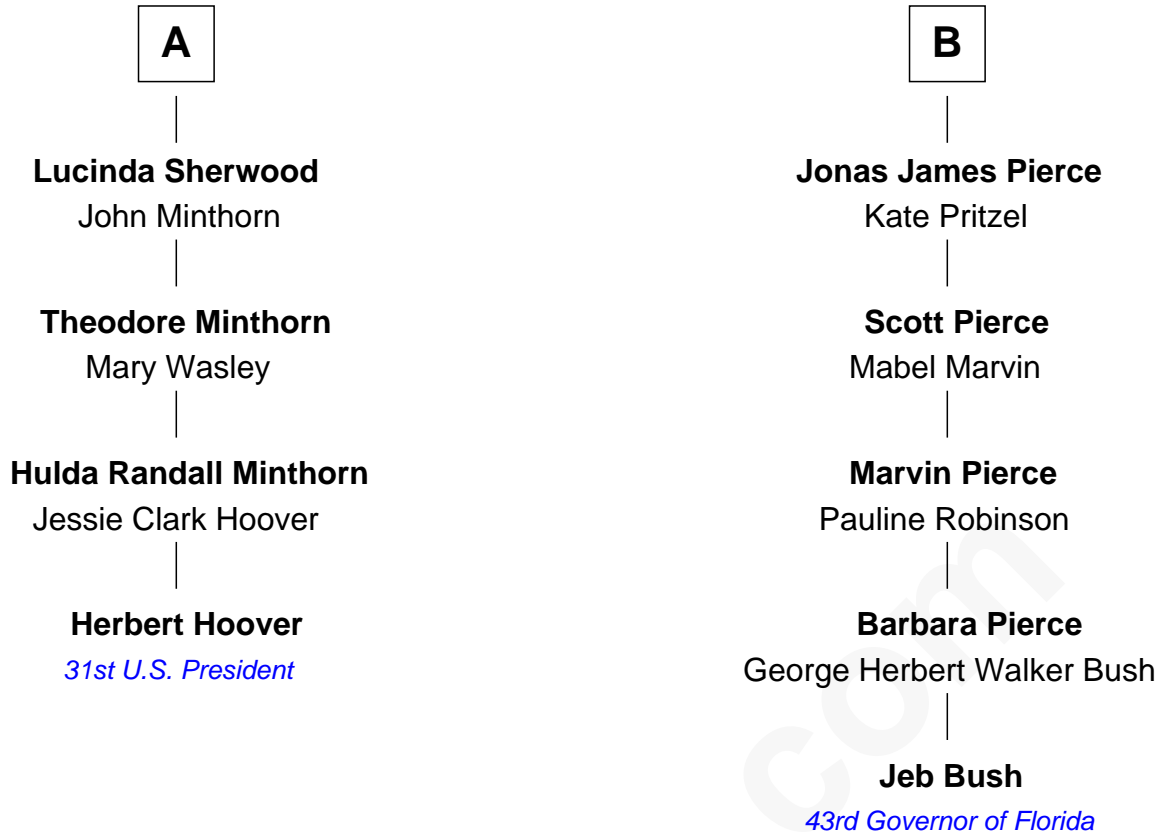 A
Lucinda Sherwood
John Minthorn
Theodore Minthorn
Mary Wasley
Hulda Randall Minthorn
Jessie Clark Hoover
Herbert Hoover
31st U.S. President
B
Jonas James Pierce
Kate Pritzel
Scott Pierce
Mabel Marvin
Marvin Pierce
Pauline Robinson
Barbara Pierce
George Herbert Walker Bush
Jeb Bush
43rd Governor of Florida
com